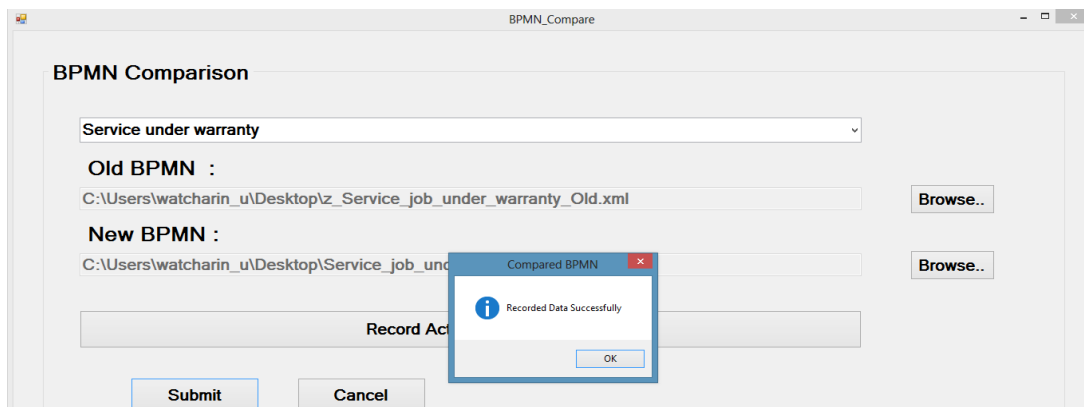 BPMN_Compare
BPMN Comparison
Service under warranty
Old BPMN :
C:\Users\watcharin_u\Desktop\z_Service_job_under_warranty_Old.xml
Browse..
New BPMN :
C:\Users\watcharin_u\Desktop\Service_job_und
Browse..
Compared BPMN
Recorded Data Successfully
OK
Record Act
Submit
Cancel